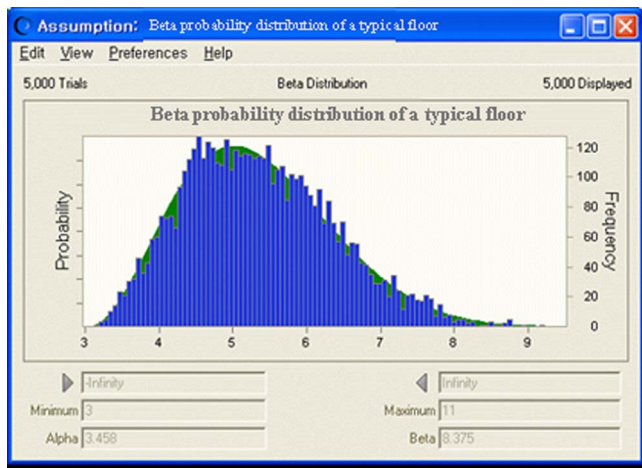 Assumption: Beta probability distribution of a typical floor
Edit View Preferences Help
5,000 Trials Beta Distribution 5,000 Displayed
Beta probability distribution of a typical floor
Probability
Frequency
120
100
80
60
40
20
0
3 4 5 6 7 8 9
-Infinity Infinity
Minimum 3 Maximum 11
Alpha 3.458 Beta 8.375